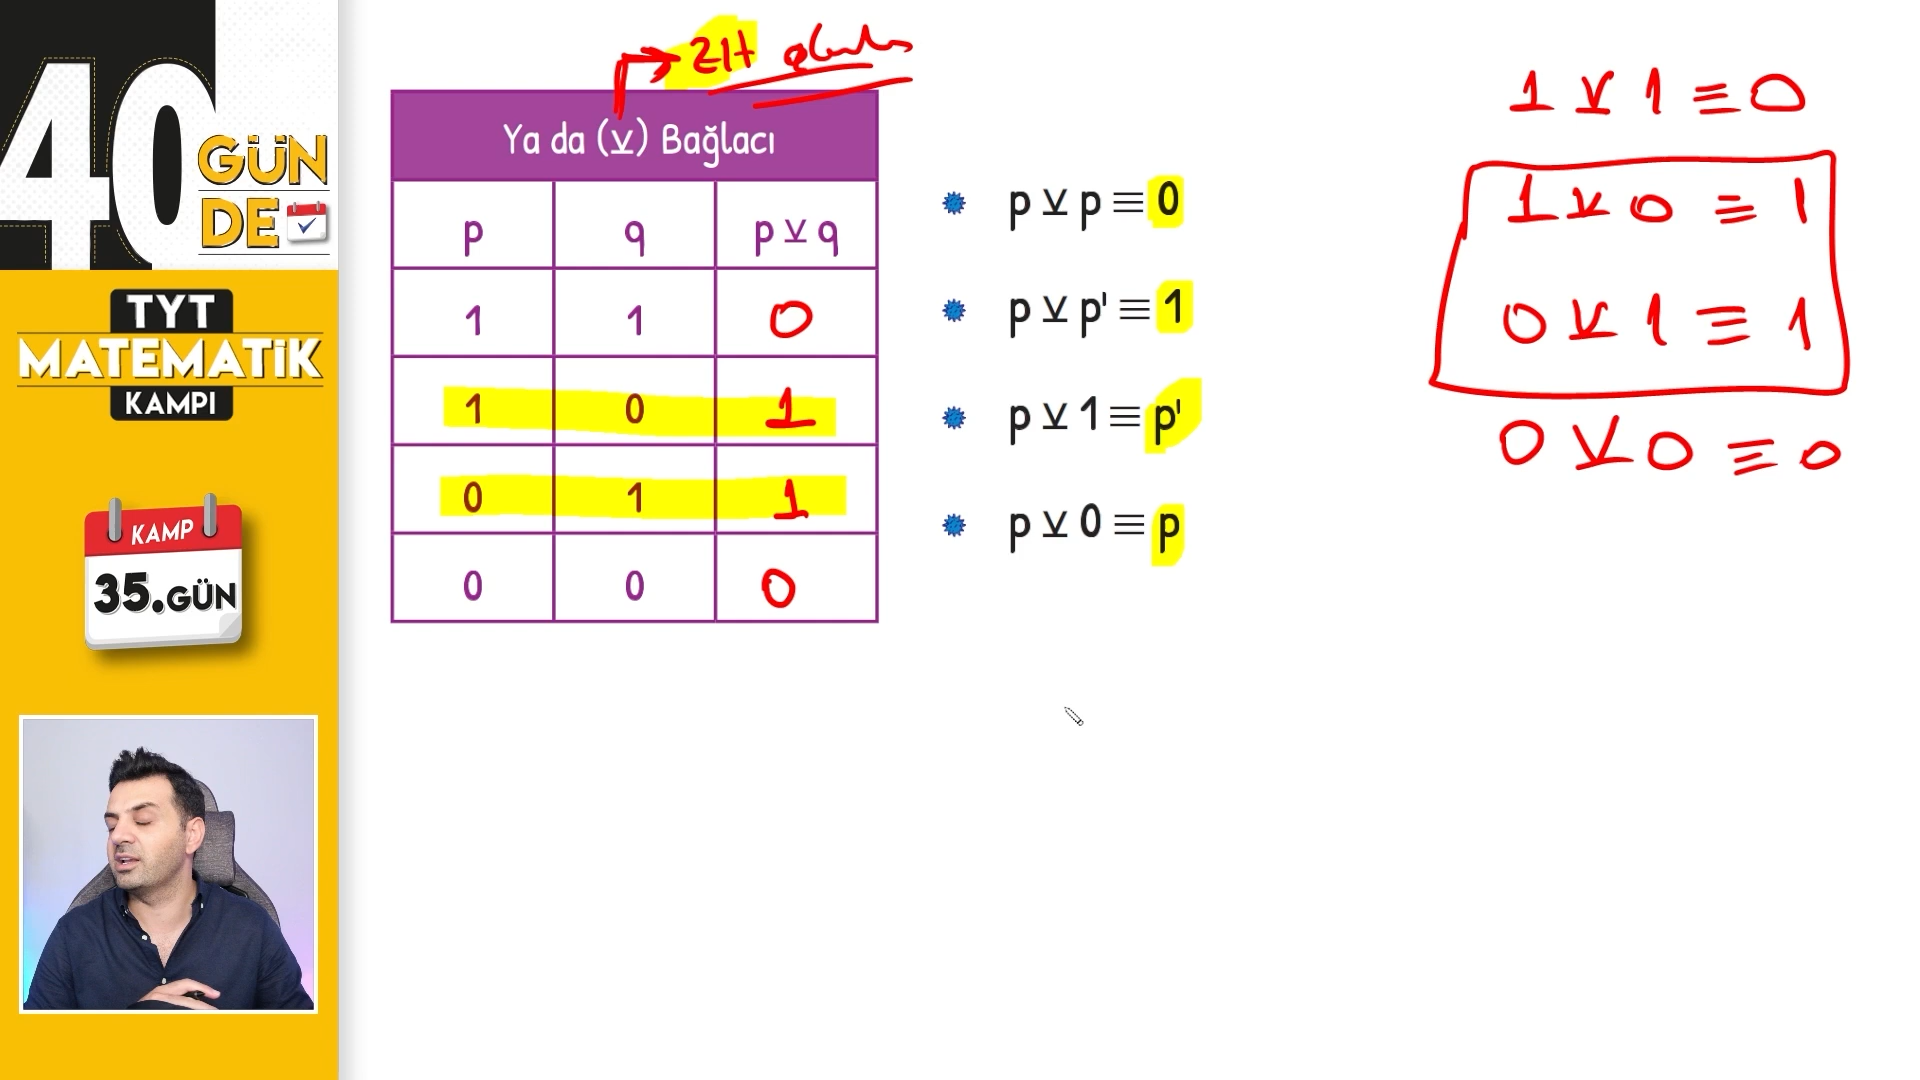 40
GÜN
DE
TYT
MATEMATİK
KAMPI
KAMP
35.GÜN
zıt
Ya da (⊻) Bağlacı
p q p ⊻ q
1 1 0
1 0 1
0 1 1
0 0 0
p ⊻ p ≡ 0
p ⊻ p' ≡ 1
p ⊻ 1 ≡ p'
p ⊻ 0 ≡ p
1 ⊻ 1 ≡ 0
1 ⊻ 0 ≡ 1
0 ⊻ 1 ≡ 1
0 ⊻ 0 ≡ 0